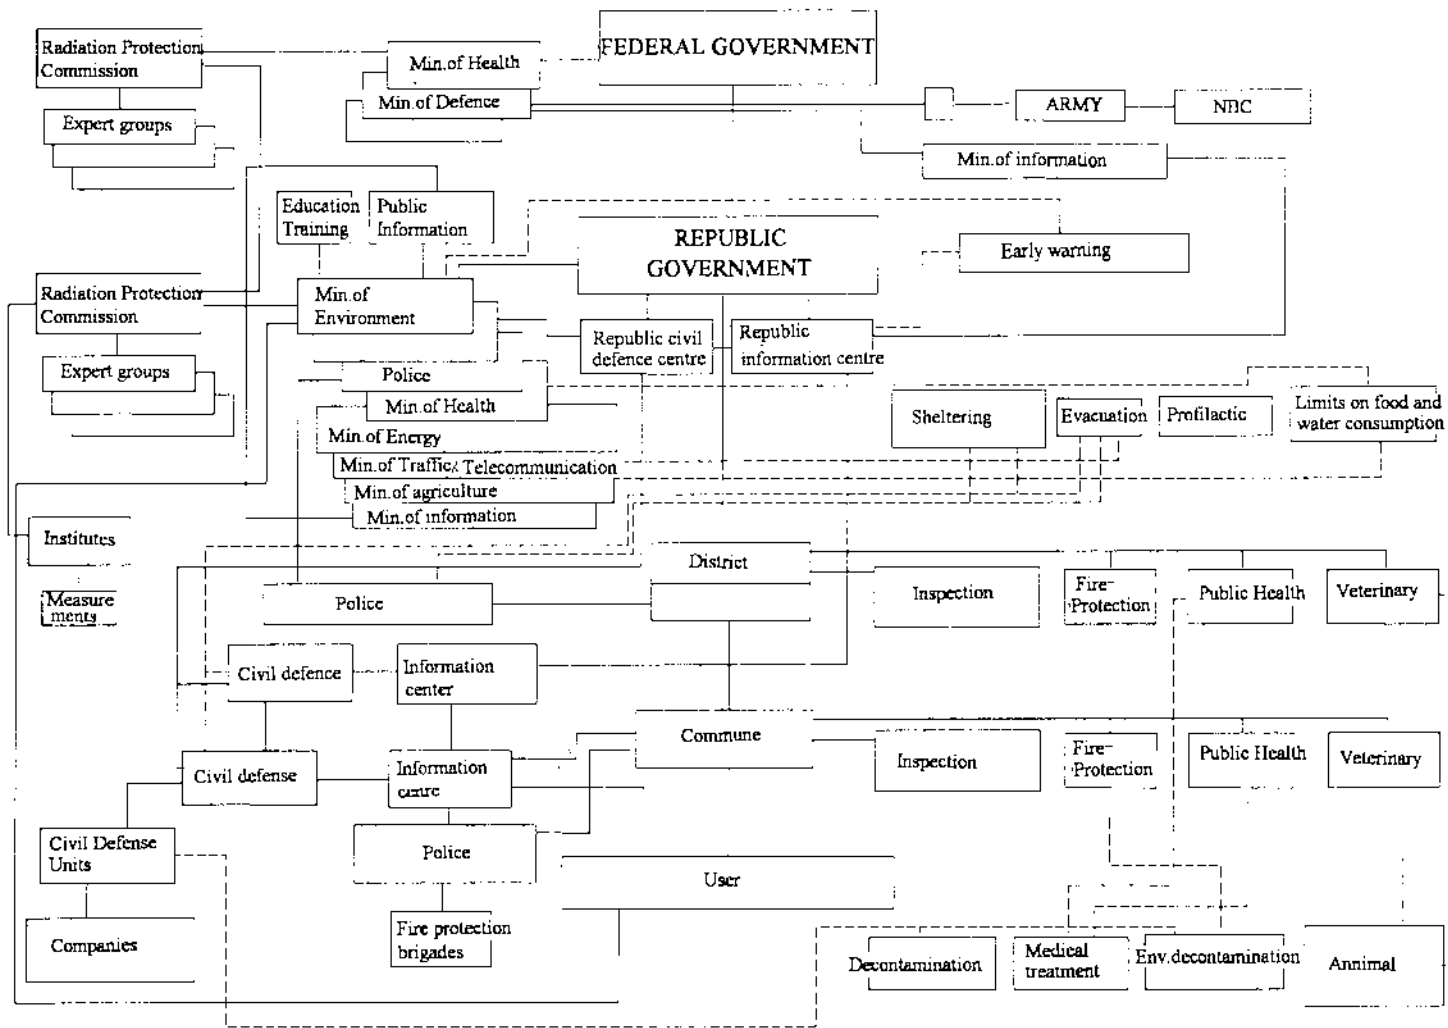 Radiation Protection
Commission
Min.of Health
FEDERAL GOVERNMENT
Min.of Defence
ARMY
NBC
Expert groups
Min.of information
Education
Training
Public
Information
REPUBLIC
GOVERNMENT
Early warning
Radiation Protection
Commission
Min.of
Environment
Republic civil
defence centre
Republic
information centre
Expert groups
Police
Min.of Health
Sheltering
Evacuation
Profilactic
Limits on food and
water consumption
Min.of Energy
Min.of Traffic& Telecommunication
Min.of agriculture
Min.of information
Institutes
District
Measure
ments
Police
Inspection
Fire-
Protection
Public Health
Veterinary
Civil defence
Information
center
Commune
Civil defense
Information
centre
Inspection
Fire-
Protection
Public Health
Veterinary
Civil Defense
Units
Police
User
Companies
Fire protection
brigades
Decontamination
Medical
treatment
Env.decontamination
Annimal